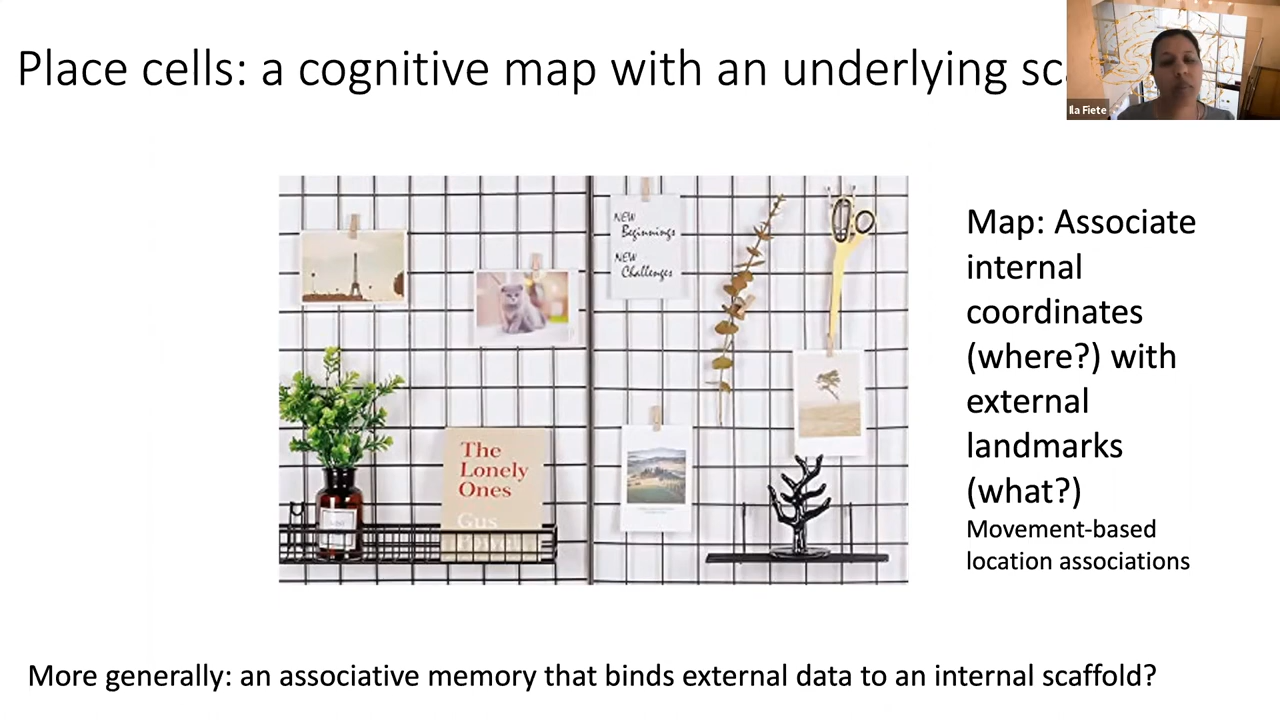 Place cells: a cognitive map with an underlying
Ila Fiete
NEW
Beginnings
NEW
Challenges
Map: Associate
internal
coordinates
(where?) with
external
landmarks
(what?)
Movement-based
location associations
The
Lonely
Ones
Gus
More generally: an associative memory that binds external data to an internal scaffold?